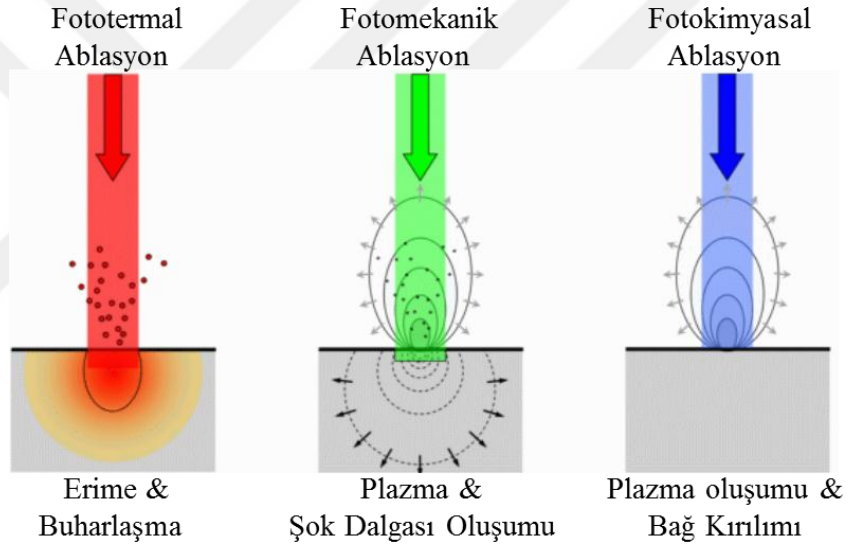 Fototermal
Ablasyon
Fotomekanik
Ablasyon
Fotokimyasal
Ablasyon
Erime &
Buharlaşma
Plazma &
Şok Dalgası Oluşumu
Plazma oluşumu &
Bağ Kırılımı